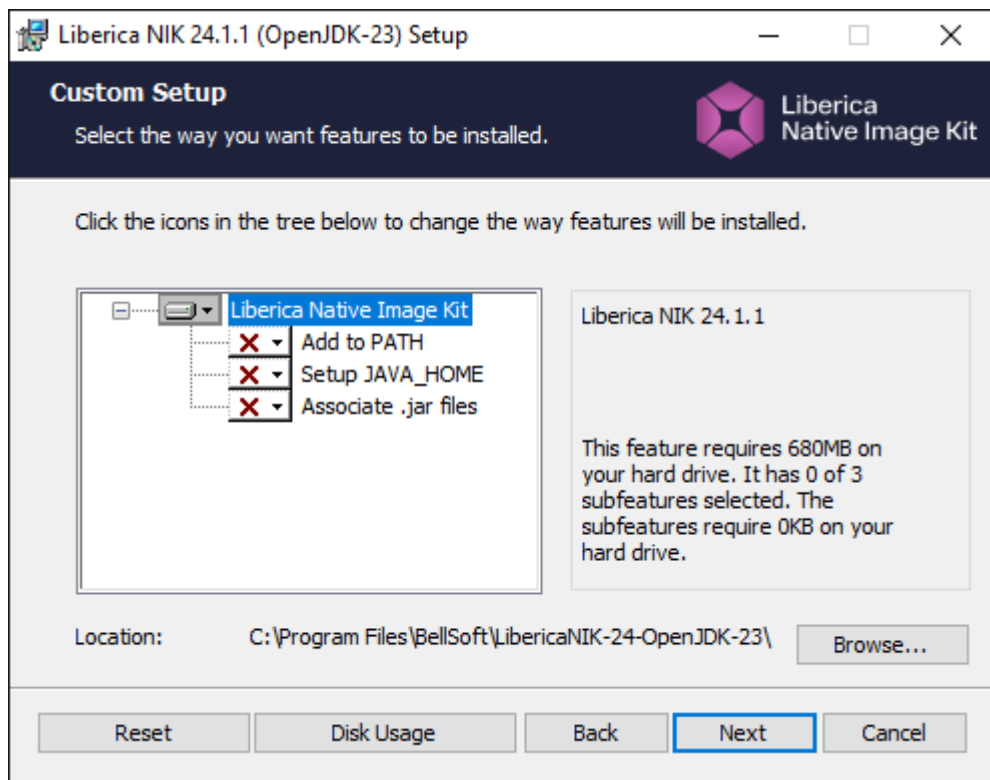 Liberica NIK 24.1.1 (OpenJDK-23) Setup
Custom Setup
Select the way you want features to be installed.
Liberica
Native Image Kit
Click the icons in the tree below to change the way features will be installed.
Liberica Native Image Kit
Add to PATH
Setup JAVA_HOME
Associate .jar files
Liberica NIK 24.1.1
This feature requires 680MB on
your hard drive. It has 0 of 3
subfeatures selected. The
subfeatures require 0KB on your
hard drive.
Location: C:\Program Files\BellSoft\LibericaNIK-24-OpenJDK-23\ Browse...
Reset Disk Usage Back Next Cancel